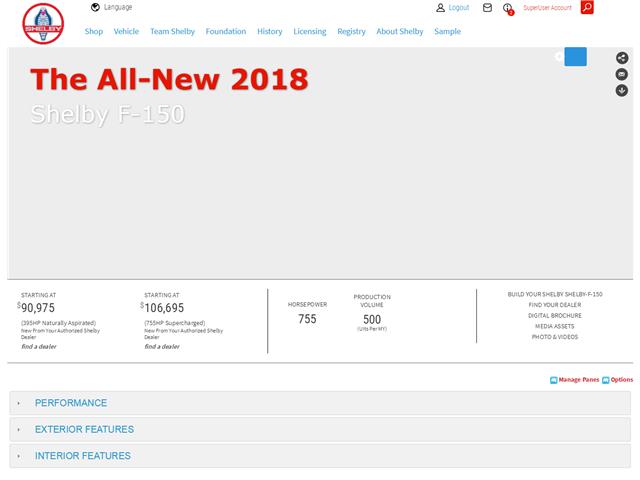 SHELBY
Language
Logout
2
SuperUser Account
Shop Vehicle Team Shelby Foundation History Licensing Registry About Shelby Sample
The All-New 2018
Shelby F-150
STARTING AT
$90,975
(395HP Naturally Aspirated)
New From Your Authorized Shelby
Dealer
find a dealer
STARTING AT
$106,695
(755HP Supercharged)
New From Your Authorized Shelby
Dealer
find a dealer
HORSEPOWER
755
PRODUCTION
VOLUME
500
(Uits Per MY)
BUILD YOUR SHELBY SHELBY-F-150
FIND YOUR DEALER
DIGITAL BROCHURE
MEDIA ASSETS
PHOTO & VIDEOS
Manage Panes Options
PERFORMANCE
EXTERIOR FEATURES
INTERIOR FEATURES